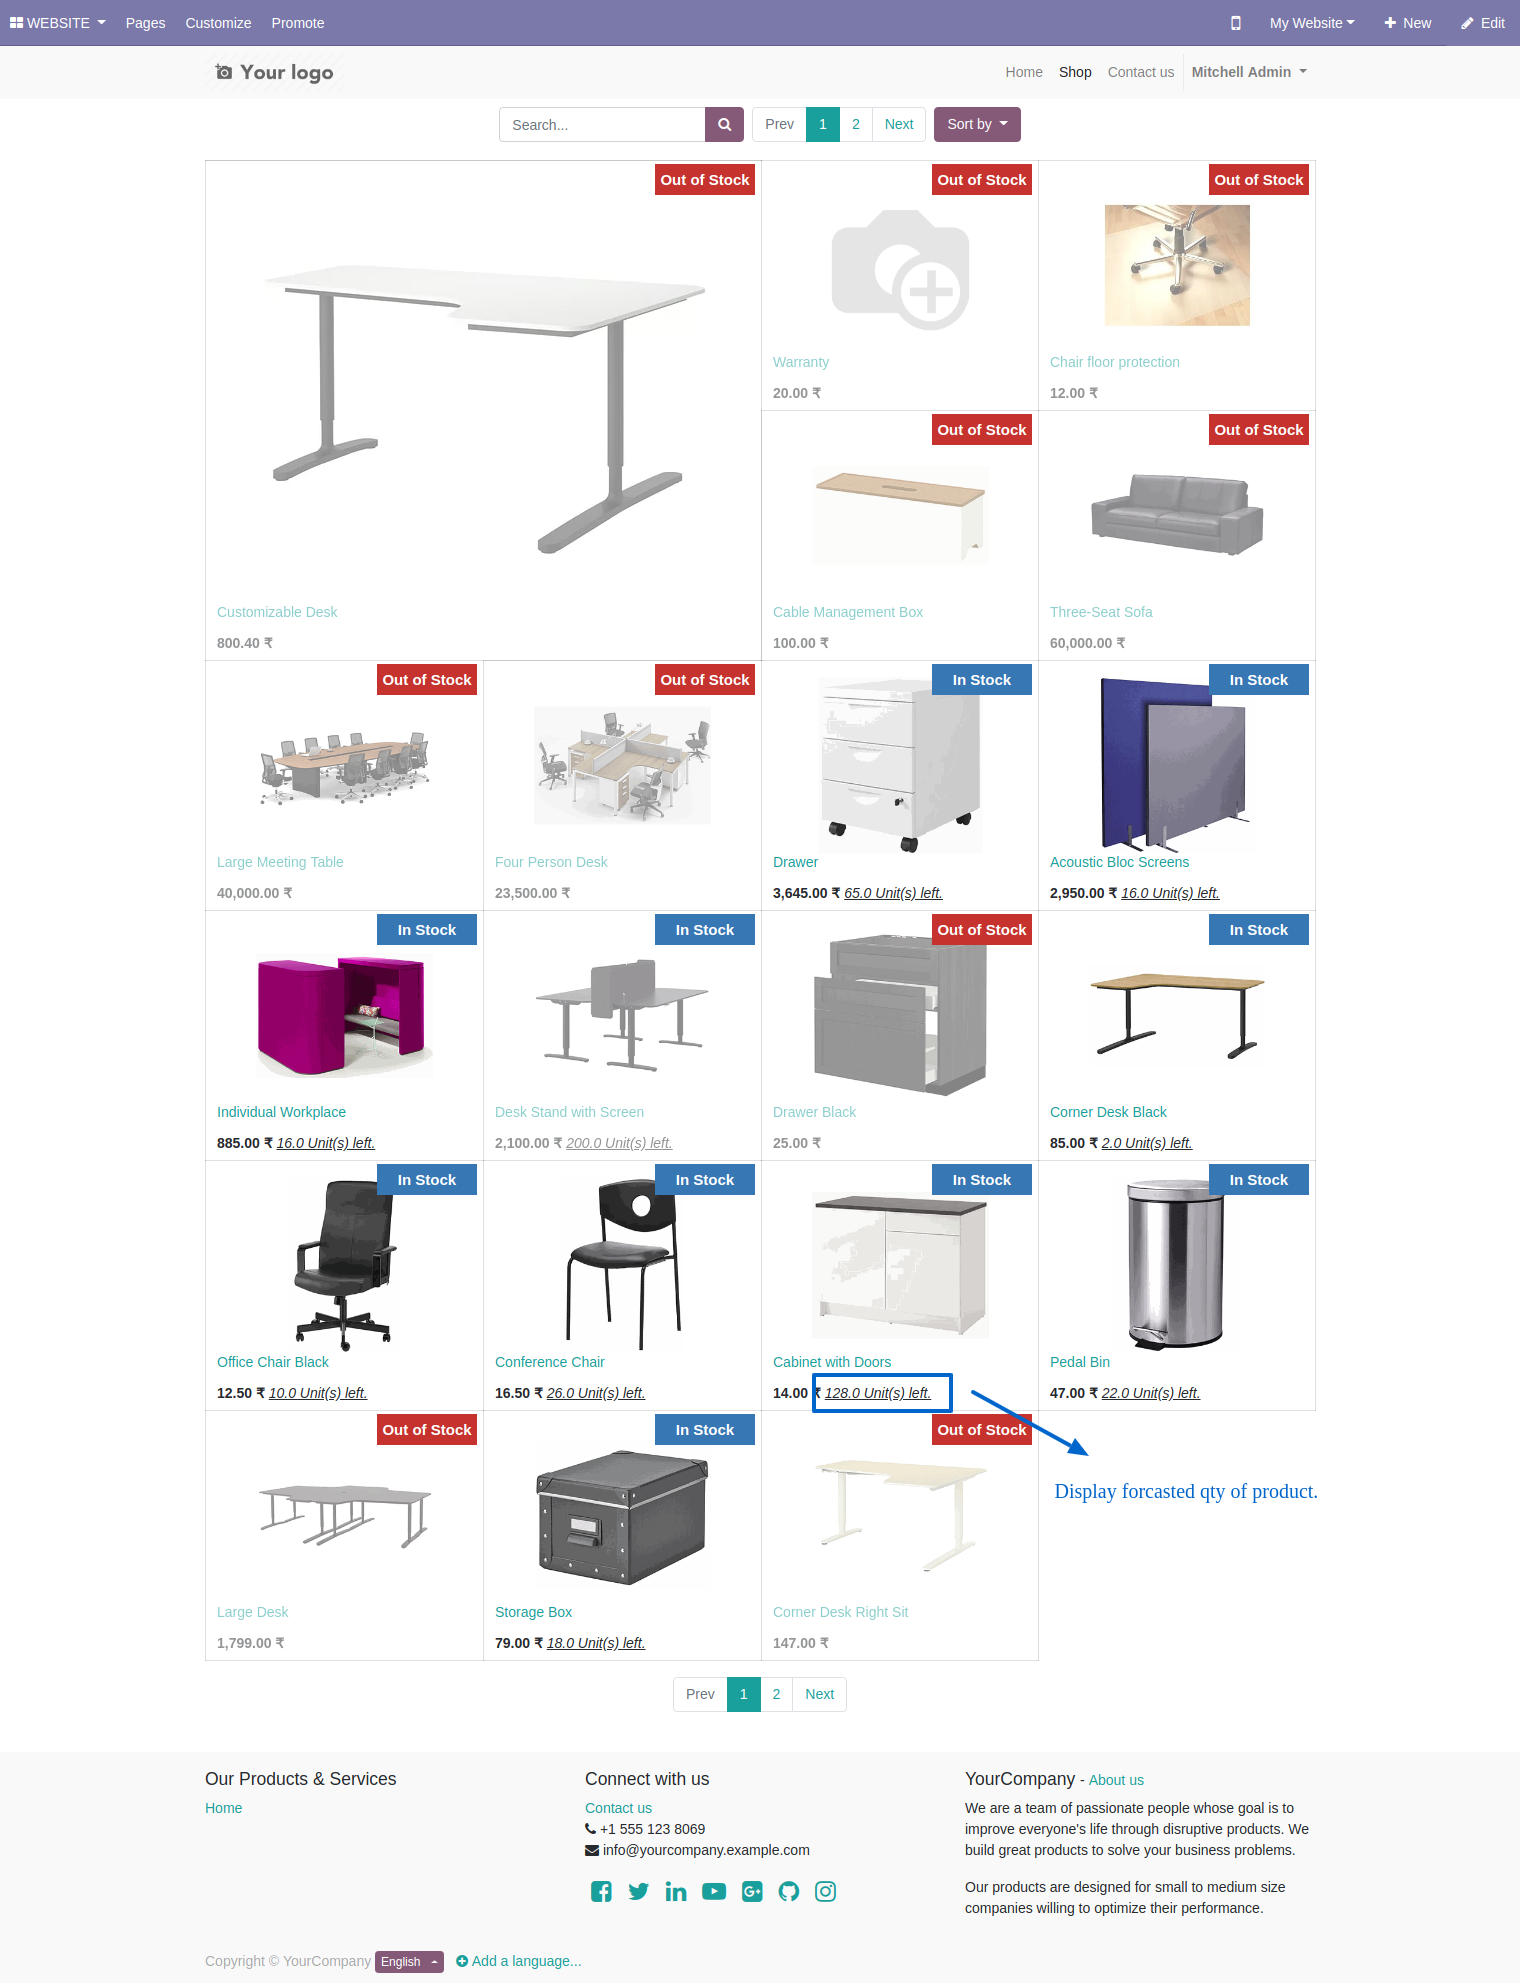 WEBSITE Pages Customize Promote My Website New Edit
Your logo Home Shop Contact us Mitchell Admin
Search... Prev 1 2 Next Sort by
Out of Stock Out of Stock Out of Stock
Warranty Chair floor protection
20.00 ₹ 12.00 ₹
Out of Stock Out of Stock
Customizable Desk Cable Management Box Three-Seat Sofa
800.40 ₹ 100.00 ₹ 60,000.00 ₹
Out of Stock Out of Stock In Stock In Stock
Large Meeting Table Four Person Desk Drawer Acoustic Bloc Screens
40,000.00 ₹ 23,500.00 ₹ 3,645.00 ₹ 65.0 Unit(s) left. 2,950.00 ₹ 16.0 Unit(s) left.
In Stock In Stock Out of Stock In Stock
Individual Workplace Desk Stand with Screen Drawer Black Corner Desk Black
885.00 ₹ 16.0 Unit(s) left. 2,100.00 ₹ 200.0 Unit(s) left. 25.00 ₹ 85.00 ₹ 2.0 Unit(s) left.
In Stock In Stock In Stock In Stock
Office Chair Black Conference Chair Cabinet with Doors Pedal Bin
12.50 ₹ 10.0 Unit(s) left. 16.50 ₹ 26.0 Unit(s) left. 14.00 ₹ 128.0 Unit(s) left. 47.00 ₹ 22.0 Unit(s) left.
Out of Stock In Stock Out of Stock
Display forcasted qty of product.
Large Desk Storage Box Corner Desk Right Sit
1,799.00 ₹ 79.00 ₹ 18.0 Unit(s) left. 147.00 ₹
Prev 1 2 Next
Our Products & Services
Home
Connect with us
Contact us
+1 555 123 8069
info@yourcompany.example.com
YourCompany - About us
We are a team of passionate people whose goal is to
improve everyone's life through disruptive products. We
build great products to solve your business problems.
Our products are designed for small to medium size
companies willing to optimize their performance.
Copyright © YourCompany English Add a language...